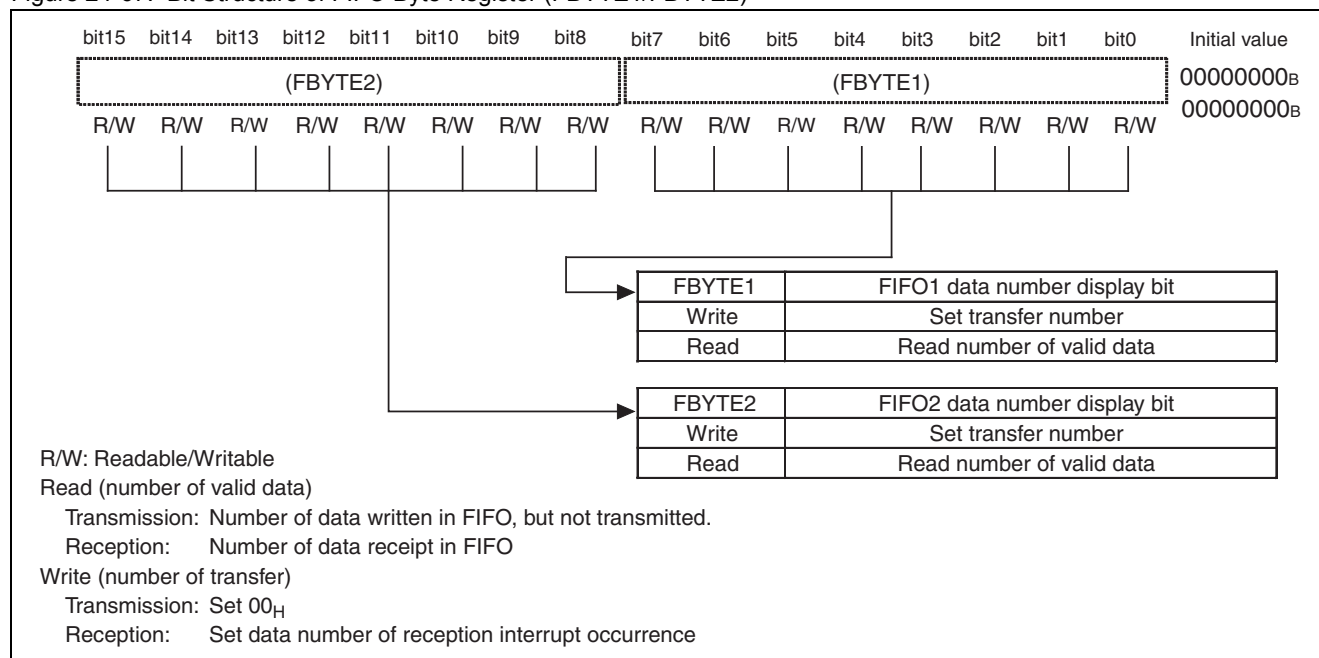 bit15 bit14 bit13 bit12 bit11 bit10 bit9 bit8 bit7 bit6 bit5 bit4 bit3 bit2 bit1 bit0 Initial value
(FBYTE2) (FBYTE1) 00000000B
00000000B
R/W R/W R/W R/W R/W R/W R/W R/W R/W R/W R/W R/W R/W R/W R/W R/W
FBYTE1 FIFO1 data number display bit
Write Set transfer number
Read Read number of valid data
FBYTE2 FIFO2 data number display bit
Write Set transfer number
Read Read number of valid data
R/W: Readable/Writable
Read (number of valid data)
Transmission: Number of data written in FIFO, but not transmitted.
Reception: Number of data receipt in FIFO
Write (number of transfer)
Transmission: Set 00H
Reception: Set data number of reception interrupt occurrence